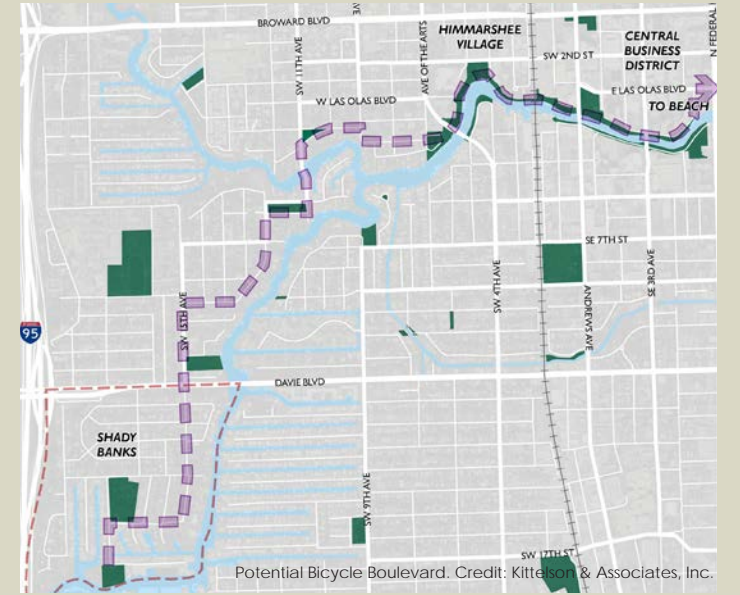 BROWARD BLVD
VE
AVE OF THE ARTS
HIMMARSHEE
VILLAGE
CENTRAL
BUSINESS
DISTRICT
N FEDERAL
SW 11TH AVE
SW 2ND ST
W LAS OLAS BLVD
E LAS OLAS BLVD
TO BEACH
SE 7TH ST
SW 4TH AVE
ANDREWS AVE
SE 3RD AVE
SW 15TH AVE
95
DAVIE BLVD
SHADY
BANKS
SW 9TH AVE
SW 17TH ST
Potential Bicycle Boulevard. Credit: Kittelson & Associates, Inc.